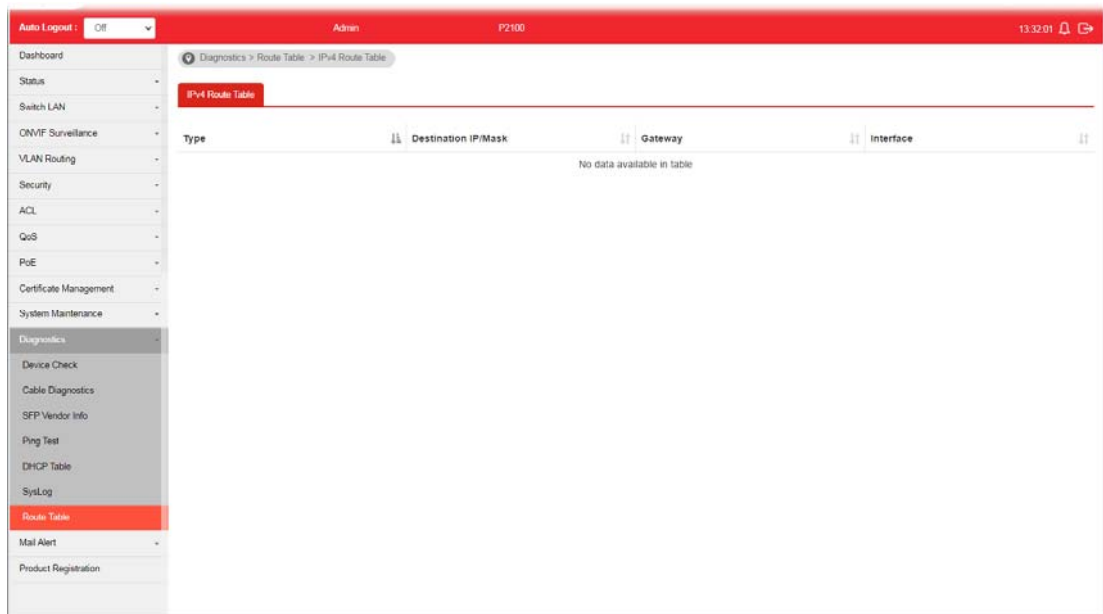 Auto Logout : Off Admin P2100 13:32:01
Dashboard
Status
Switch LAN
ONVIF Surveillance
VLAN Routing
Security
ACL
QoS
PoE
Certificate Management
System Maintenance
Diagnostics
Device Check
Cable Diagnostics
SFP Vendor Info
Ping Test
DHCP Table
SysLog
Route Table
Mail Alert
Product Registration
Diagnostics > Route Table > IPv4 Route Table
IPv4 Route Table
Type Destination IP/Mask Gateway Interface
No data available in table